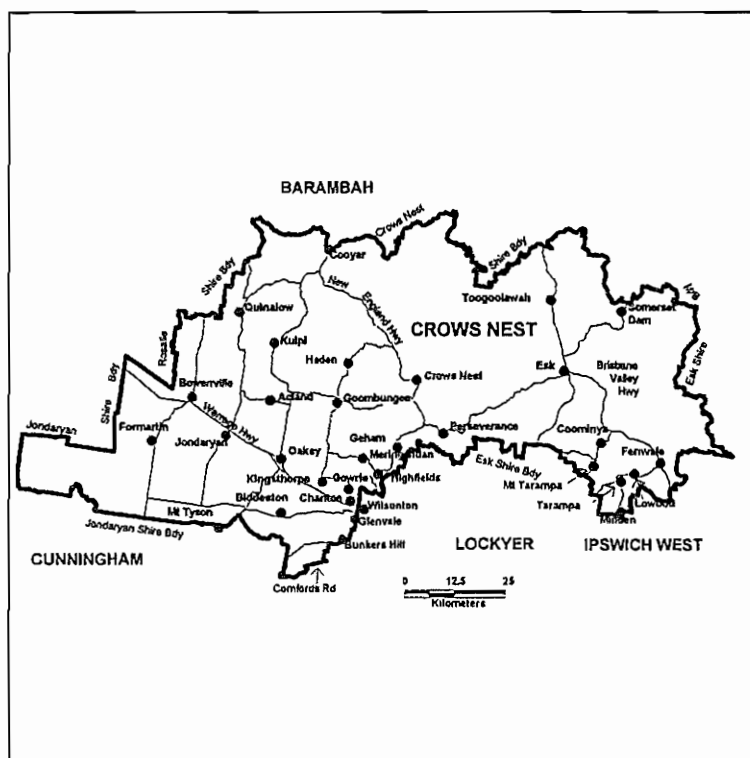 BARAMBAH
Crows Nest
Shire Bdy
Cooyar
Shire Bdy
New
England Hwy
Toogoolawah
Somerset
Dam
Esk Shire
Quinalow
CROWS NEST
Rosalie
Kulpi
Haden
Shire Bdy
Esk
Brisbane
Valley
Hwy
Crows Nest
Bowenville
Acland
Goombungee
Warrego Hwy
Perseverance
Coominya
Formartin
Jondaryan
Jondaryan
Geham
Fernvale
Oakey
Esk Shire Bdy
Mt Tarampa
Highfields
Kingsthorpe
Gowrie
Charlton
Wilsonton
Tarampa
Lowood
Biddeston
Mt Tyson
Glenvale
Minden
Jondaryan Shire Bdy
Bunkers Hill
LOCKYER
IPSWICH WEST
CUNNINGHAM
Comfords Rd
0 12.5 25
Kilometers